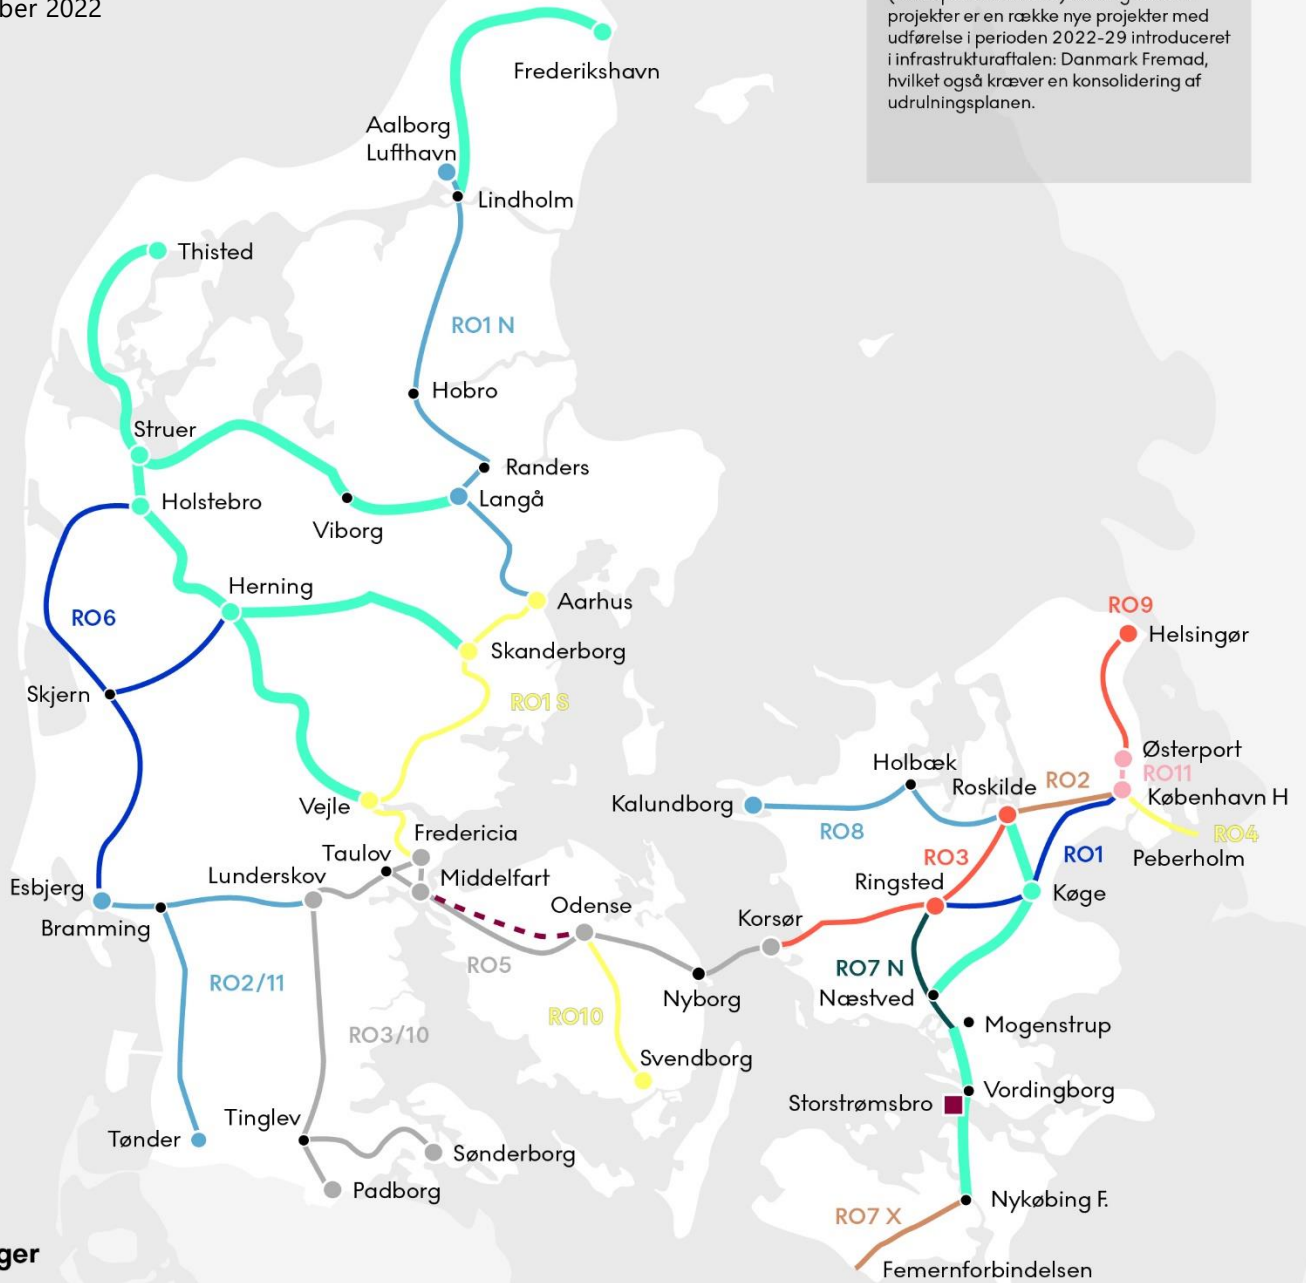 ber 2022
projekter er en række nye projekter med
udførelse i perioden 2022-29 introduceret
i infrastrukturaftalen: Danmark Fremad,
hvilket også kræver en konsolidering af
udrulningsplanen.
Frederikshavn
Aalborg
Lufthavn
Lindholm
Thisted
RO1 N
Hobro
Struer
Randers
Holstebro
Langå
Viborg
Herning
Aarhus
RO9
RO6
Helsingør
Skanderborg
Skjern
RO1 S
Østerport
Holbæk
RO11
Roskilde
RO2
København H
Vejle
Kalundborg
RO8
Fredericia
RO4
Taulov
RO3
RO1
Peberholm
Lunderskov
Middelfart
Ringsted
Esbjerg
Køge
Odense
Korsør
Bramming
RO5
RO7 N
RO2/11
Nyborg
Næstved
RO10
Mogenstrup
RO3/10
Svendborg
Vordingborg
Storstrømsbro
Tinglev
Tønder
Sønderborg
Padborg
Nykøbing F.
RO7 X
ger
Femernforbindelsen